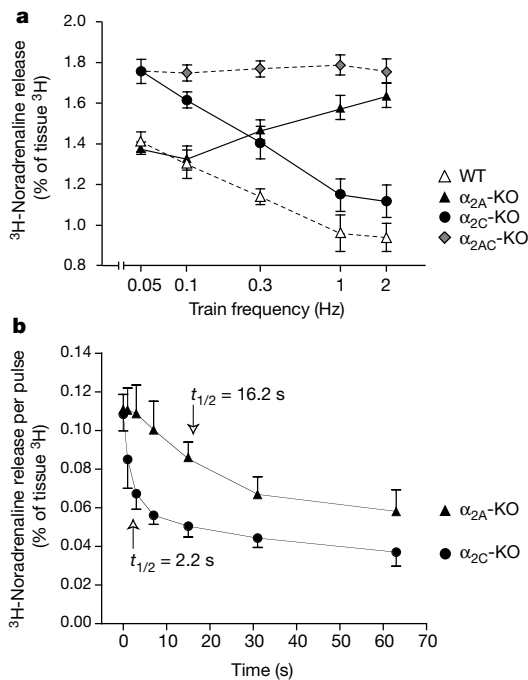 a
³H-Noradrenaline release
(% of tissue ³H)
1.8
2.0
1.6
1.4
1.2
1.0
0.8
0.05
0.1
0.3
1
2
Train frequency (Hz)
WT
α2A-KO
α2C-KO
α2AC-KO
b
³H-Noradrenaline release per pulse
(% of tissue ³H)
0.14
0.12
0.10
0.08
0.06
0.04
0.02
0.00
t1/2 = 16.2 s
t1/2 = 2.2 s
α2A-KO
α2C-KO
0
10
20
30
40
50
60
70
Time (s)